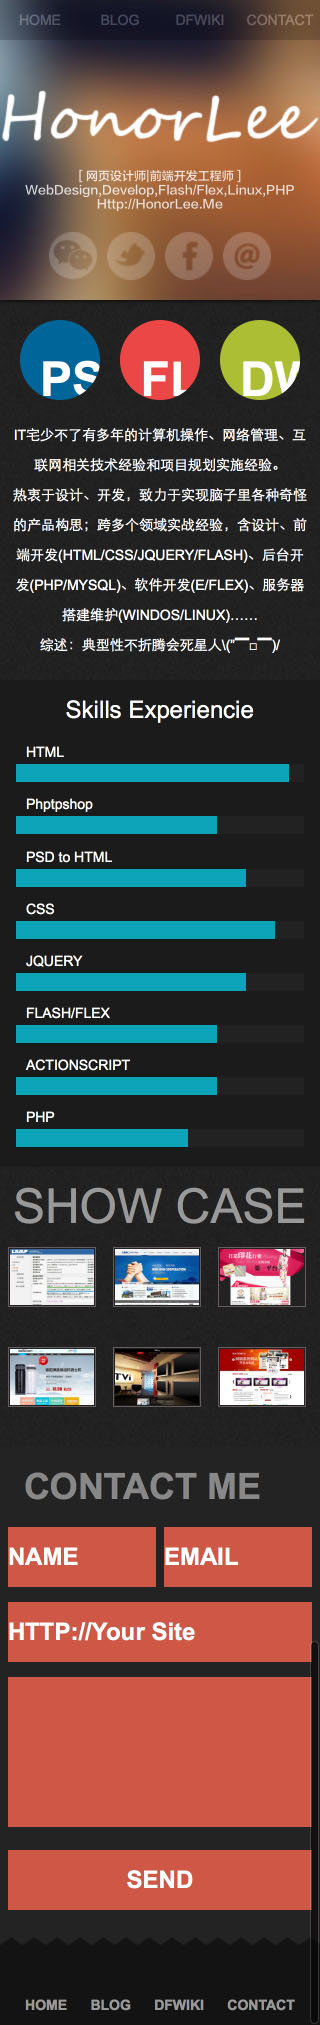 HOME BLOG DFWIKI CONTACT
HonorLee
[ 网页设计师|前端开发工程师 ]
WebDesign,Develop,Flash/Flex,Linux,PHP
Http://HonorLee.Me
PS FL DW
IT宅少不了有多年的计算机操作、网络管理、互
联网相关技术经验和项目规划实施经验。
热衷于设计、开发，致力于实现脑子里各种奇怪
的产品构思；跨多个领域实战经验，含设计、前
端开发(HTML/CSS/JQUERY/FLASH)、后台开
发(PHP/MYSQL)、软件开发(E/FLEX)、服务器
搭建维护(WINDOS/LINUX)……
综述：典型性不折腾会死星人\("▔□▔)/
Skills Experiencie
HTML
Phptpshop
PSD to HTML
CSS
JQUERY
FLASH/FLEX
ACTIONSCRIPT
PHP
SHOW CASE
CONTACT ME
NAME EMAIL
HTTP://Your Site
SEND
HOME BLOG DFWIKI CONTACT